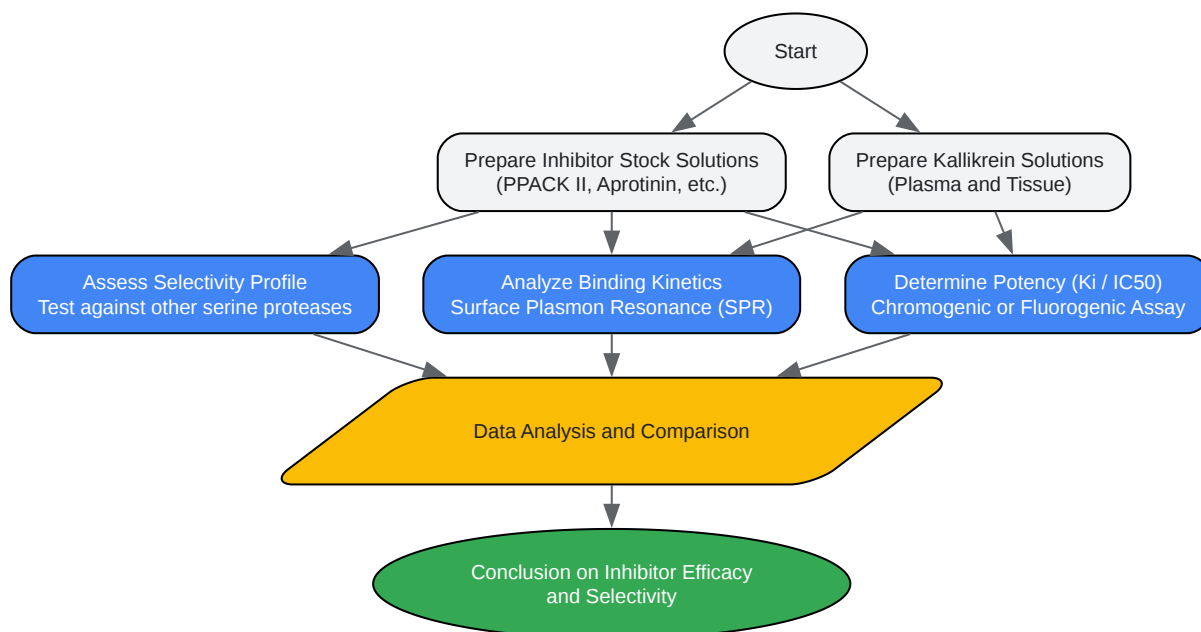 Start
Prepare Inhibitor Stock Solutions
(PPACK II, Aprotinin, etc.)
Prepare Kallikrein Solutions
(Plasma and Tissue)
Assess Selectivity Profile
Test against other serine proteases
Analyze Binding Kinetics
Surface Plasmon Resonance (SPR)
Determine Potency (Ki / IC50)
Chromogenic or Fluorogenic Assay
Data Analysis and Comparison
Conclusion on Inhibitor Efficacy
and Selectivity